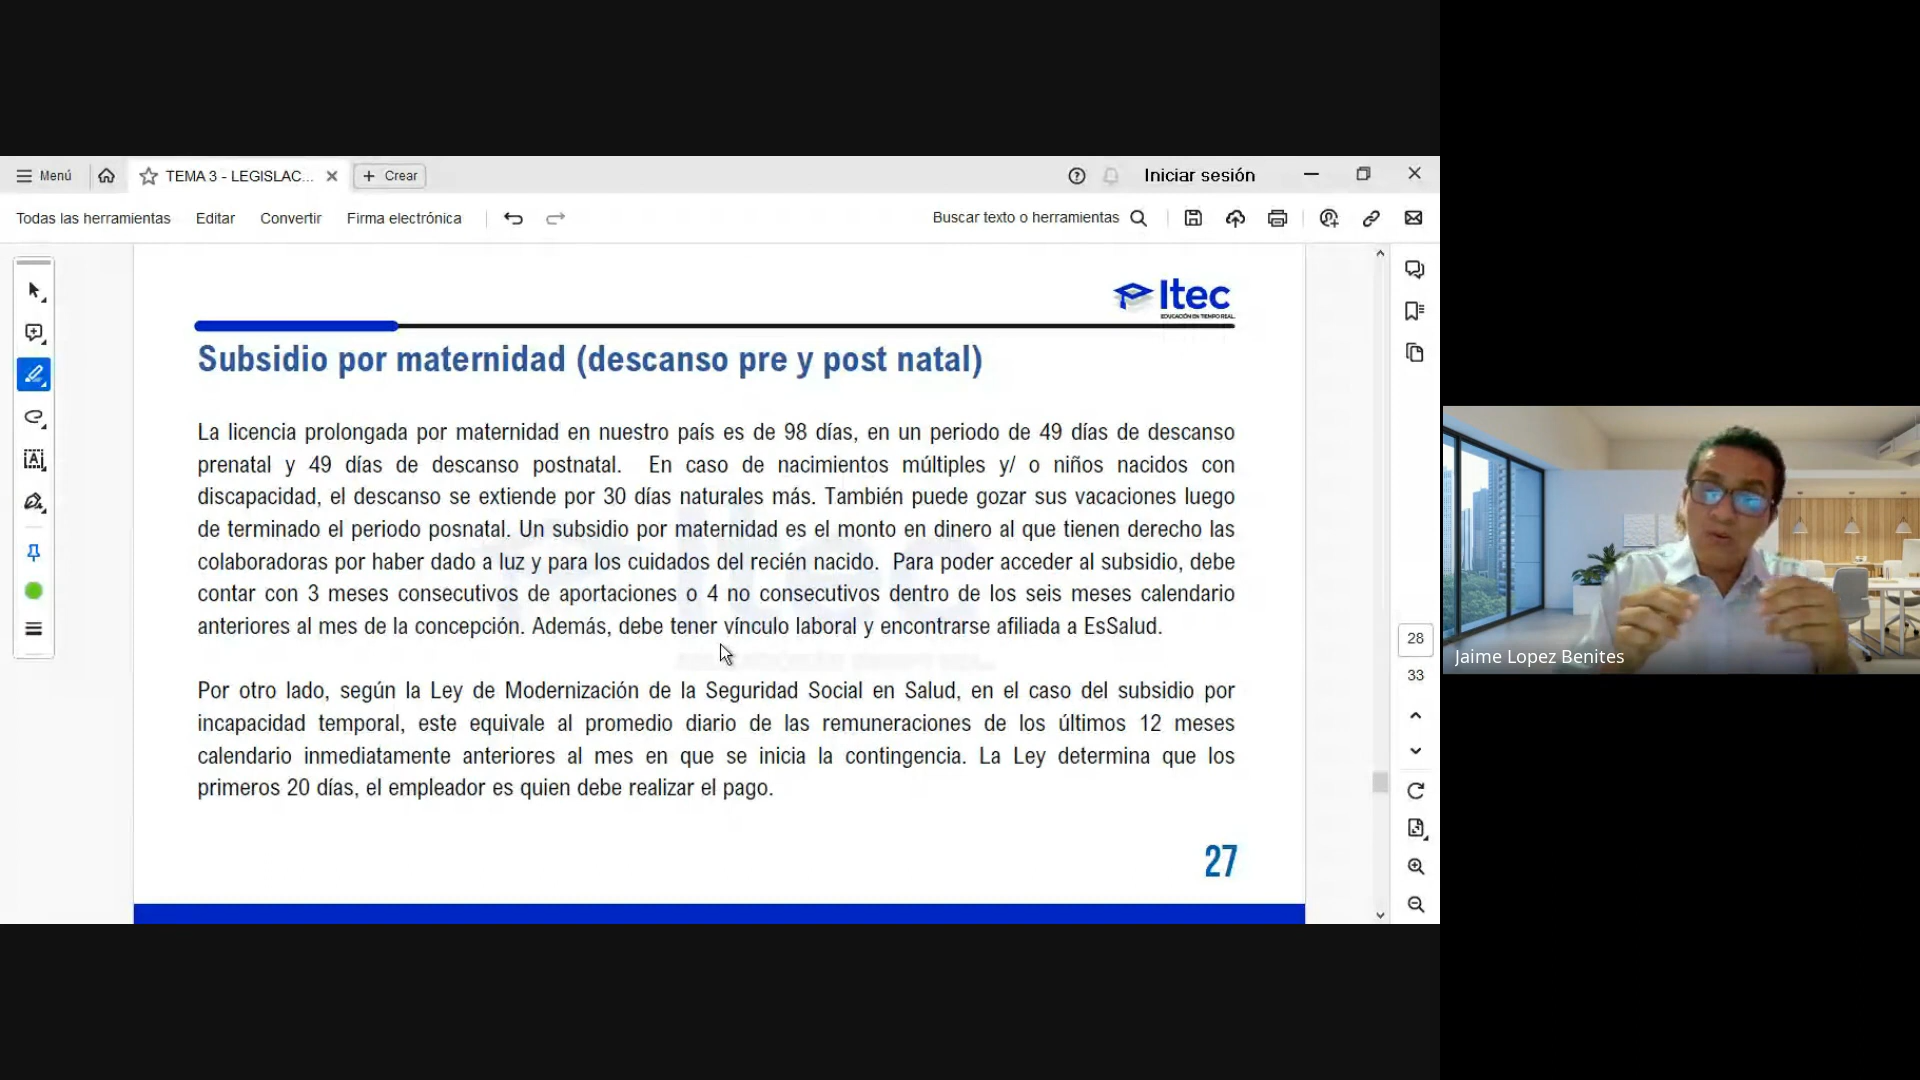 Menú
TEMA 3 - LEGISLAC...
Crear
Iniciar sesión
Todas las herramientas
Editar
Convertir
Firma electrónica
Buscar texto o herramientas
Itec
EDUCACIÓN EN TIEMPO REAL
Subsidio por maternidad (descanso pre y post natal)
La licencia prolongada por maternidad en nuestro país es de 98 días, en un periodo de 49 días de descanso
prenatal y 49 días de descanso postnatal. En caso de nacimientos múltiples y/ o niños nacidos con
discapacidad, el descanso se extiende por 30 días naturales más. También puede gozar sus vacaciones luego
de terminado el periodo posnatal. Un subsidio por maternidad es el monto en dinero al que tienen derecho las
colaboradoras por haber dado a luz y para los cuidados del recién nacido. Para poder acceder al subsidio, debe
contar con 3 meses consecutivos de aportaciones o 4 no consecutivos dentro de los seis meses calendario
anteriores al mes de la concepción. Además, debe tener vínculo laboral y encontrarse afiliada a EsSalud.
Por otro lado, según la Ley de Modernización de la Seguridad Social en Salud, en el caso del subsidio por
incapacidad temporal, este equivale al promedio diario de las remuneraciones de los últimos 12 meses
calendario inmediatamente anteriores al mes en que se inicia la contingencia. La Ley determina que los
primeros 20 días, el empleador es quien debe realizar el pago.
27
28
33
Jaime Lopez Benites